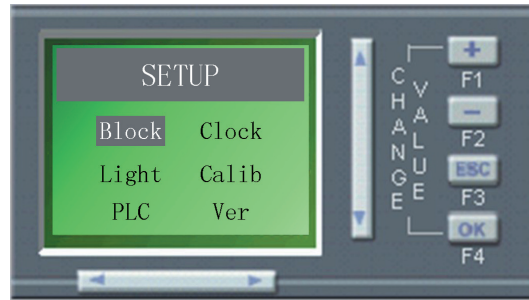 SETUP
Block Clock
Light Calib
PLC Ver
CHANGE
VALUE
+
F1
−
F2
ESC
F3
OK
F4